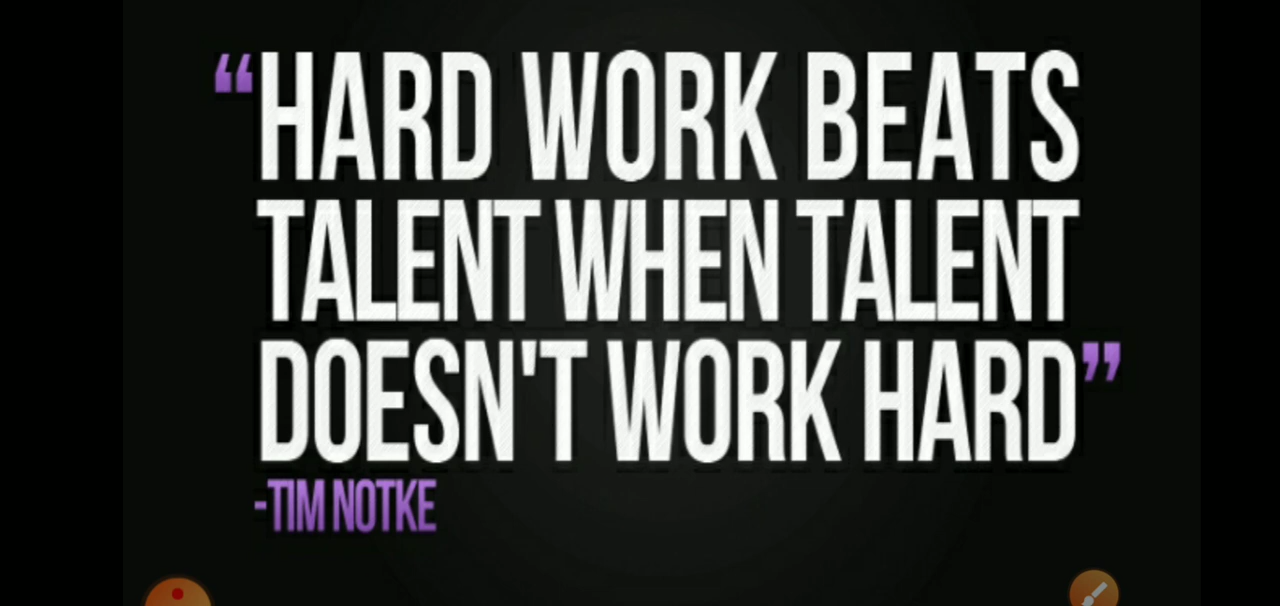 “HARD WORK BEATS
TALENT WHEN TALENT
DOESN'T WORK HARD”
-TIM NOTKE